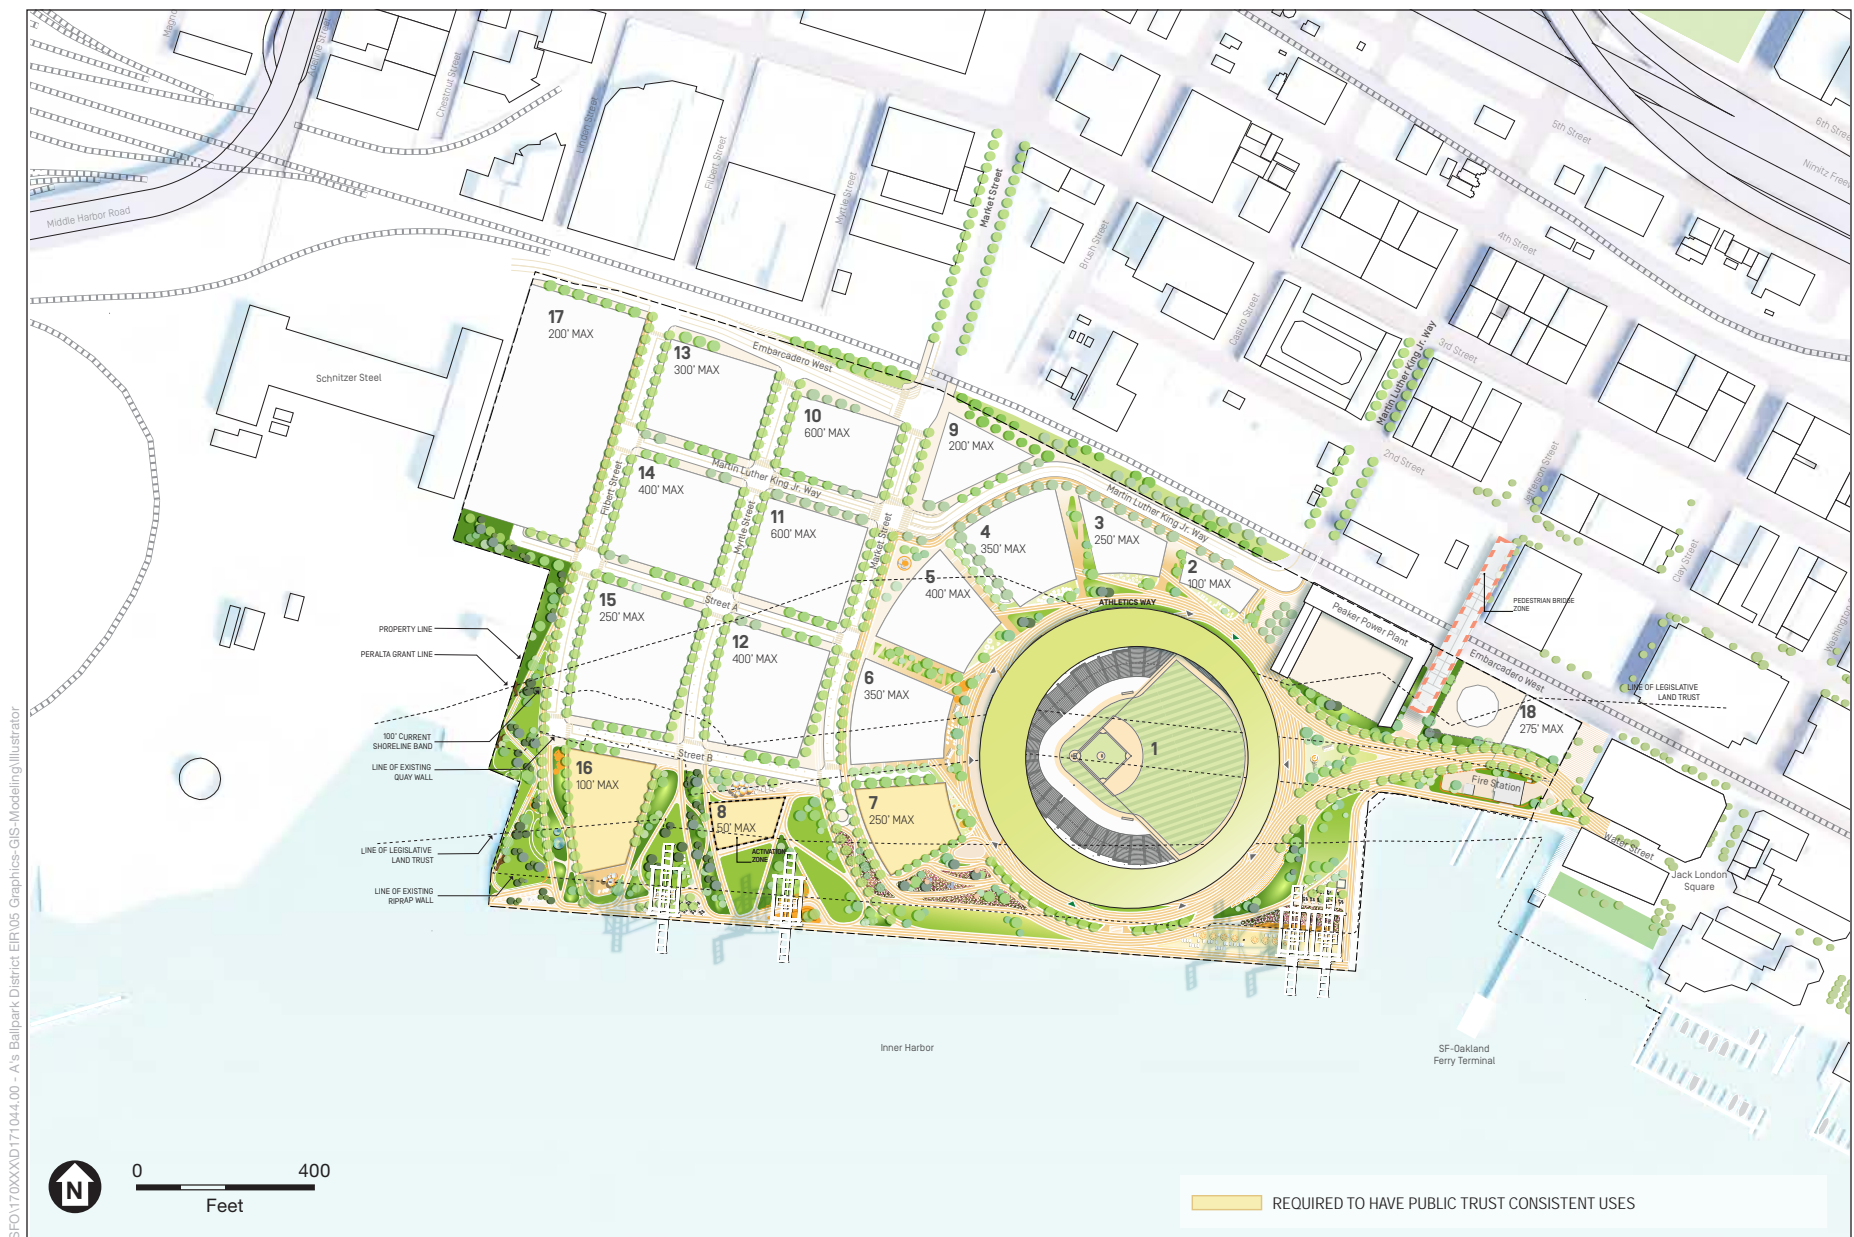 Middle Harbor Road
Adeline Street
Chestnut Street
Linden Street
Filbert Street
Myrtle Street
Market Street
Brush Street
Castro Street
Martin Luther King Jr. Way
5th Street
4th Street
3rd Street
2nd Street
Jefferson Street
Clay Street
Schnitzer Steel
17
200' MAX
13
300' MAX
Embarcadero West
10
600' MAX
9
200' MAX
14
400' MAX
Martin Luther King Jr. Way
Filbert Street
Myrtle Street
11
600' MAX
Market Street
4
350' MAX
3
250' MAX
Martin Luther King Jr. Way
2
100' MAX
5
400' MAX
ATHLETICS WAY
15
250' MAX
Street A
12
400' MAX
6
350' MAX
Peaker Power Plant
PEDESTRIAN BRIDGE
ZONE
Embarcadero West
LINE OF LEGISLATIVE
LAND TRUST
18
275' MAX
PROPERTY LINE
PERALTA GRANT LINE
100' CURRENT
SHORELINE BAND
LINE OF EXISTING
QUAY WALL
LINE OF LEGISLATIVE
LAND TRUST
LINE OF EXISTING
RIPRAP WALL
Street B
16
100' MAX
8
50' MAX
ACTIVATION
ZONE
7
250' MAX
1
Fire Station
Water Street
Jack London
Square
Inner Harbor
SF-Oakland
Ferry Terminal
N
0 400
Feet
REQUIRED TO HAVE PUBLIC TRUST CONSISTENT USES
SFO\170XXX\D171044.00 - A's Ballpark District EIR\05 Graphics-GIS-Modeling\Illustrator